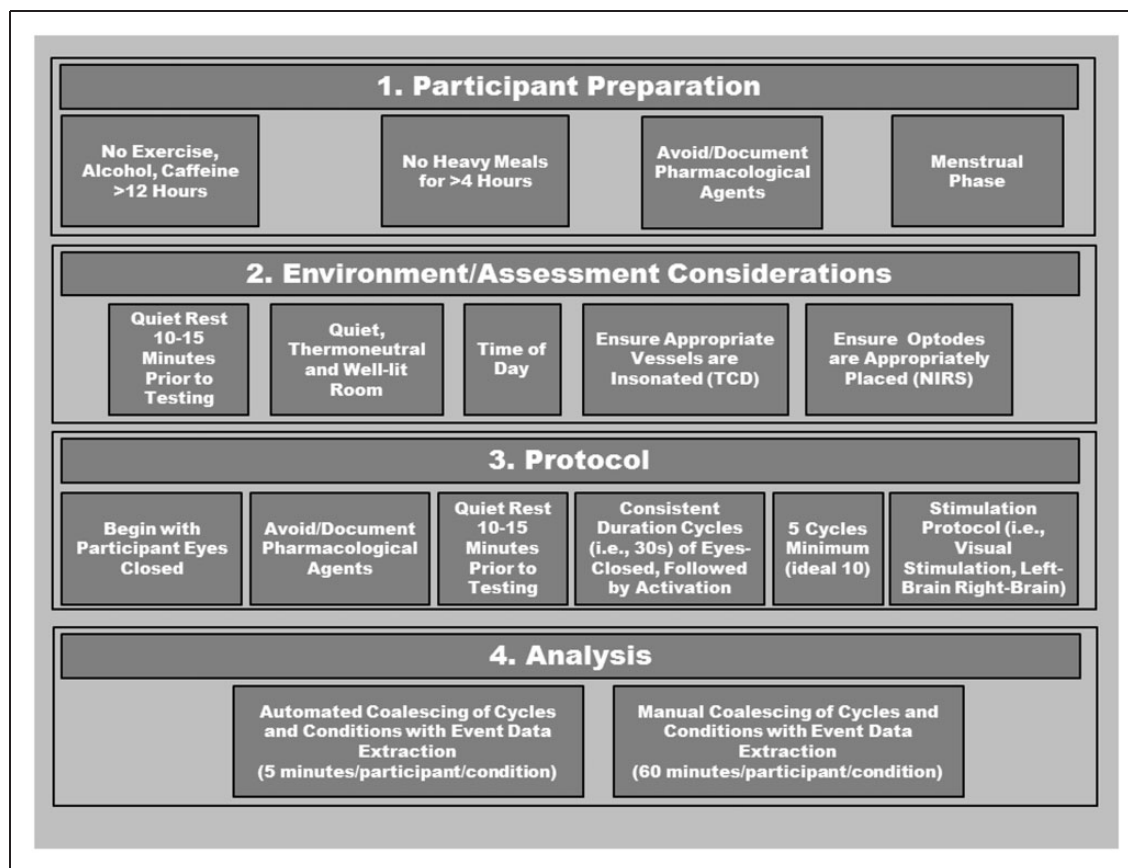 1. Participant Preparation
No Exercise,
Alcohol, Caffeine
>12 Hours
No Heavy Meals
for >4 Hours
Avoid/Document
Pharmacological
Agents
Menstrual
Phase
2. Environment/Assessment Considerations
Quiet Rest
10-15
Minutes
Prior to
Testing
Quiet,
Thermoneutral
and Well-lit
Room
Time of
Day
Ensure Appropriate
Vessels are
Insonated (TCD)
Ensure Optodes
are Appropriately
Placed (NIRS)
3. Protocol
Begin with
Participant Eyes
Closed
Avoid/Document
Pharmacological
Agents
Quiet Rest
10-15
Minutes
Prior to
Testing
Consistent
Duration Cycles
(i.e., 30s) of Eyes-
Closed, Followed
by Activation
5 Cycles
Minimum
(ideal 10)
Stimulation
Protocol (i.e.,
Visual
Stimulation, Left-
Brain Right-Brain)
4. Analysis
Automated Coalescing of Cycles
and Conditions with Event Data
Extraction
(5 minutes/participant/condition)
Manual Coalescing of Cycles and
Conditions with Event Data
Extraction
(60 minutes/participant/condition)